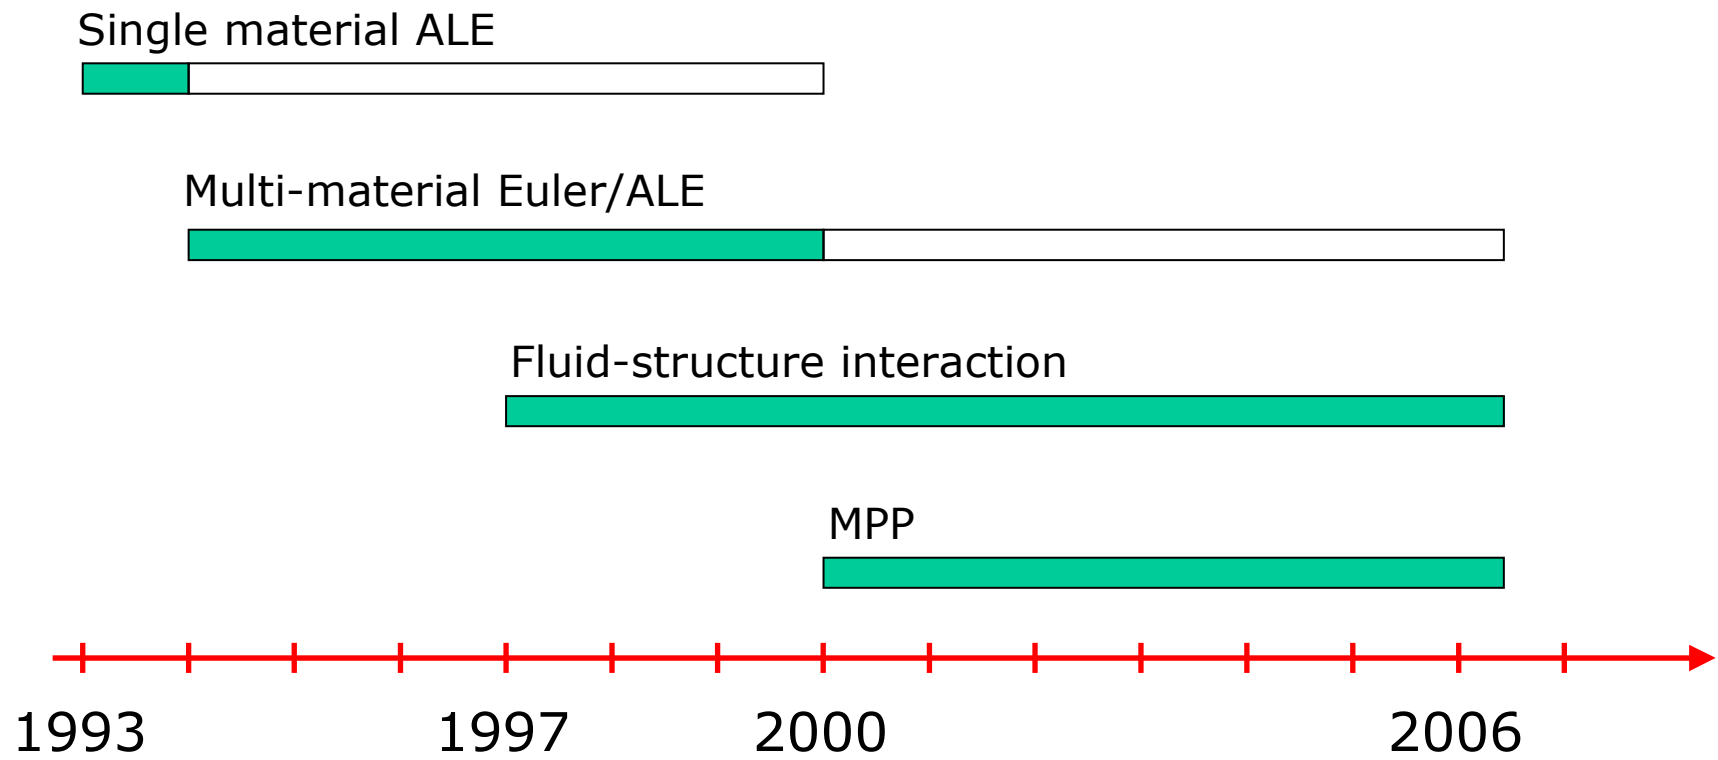 Single material ALE
Multi-material Euler/ALE
Fluid-structure interaction
MPP
1993 1997 2000 2006